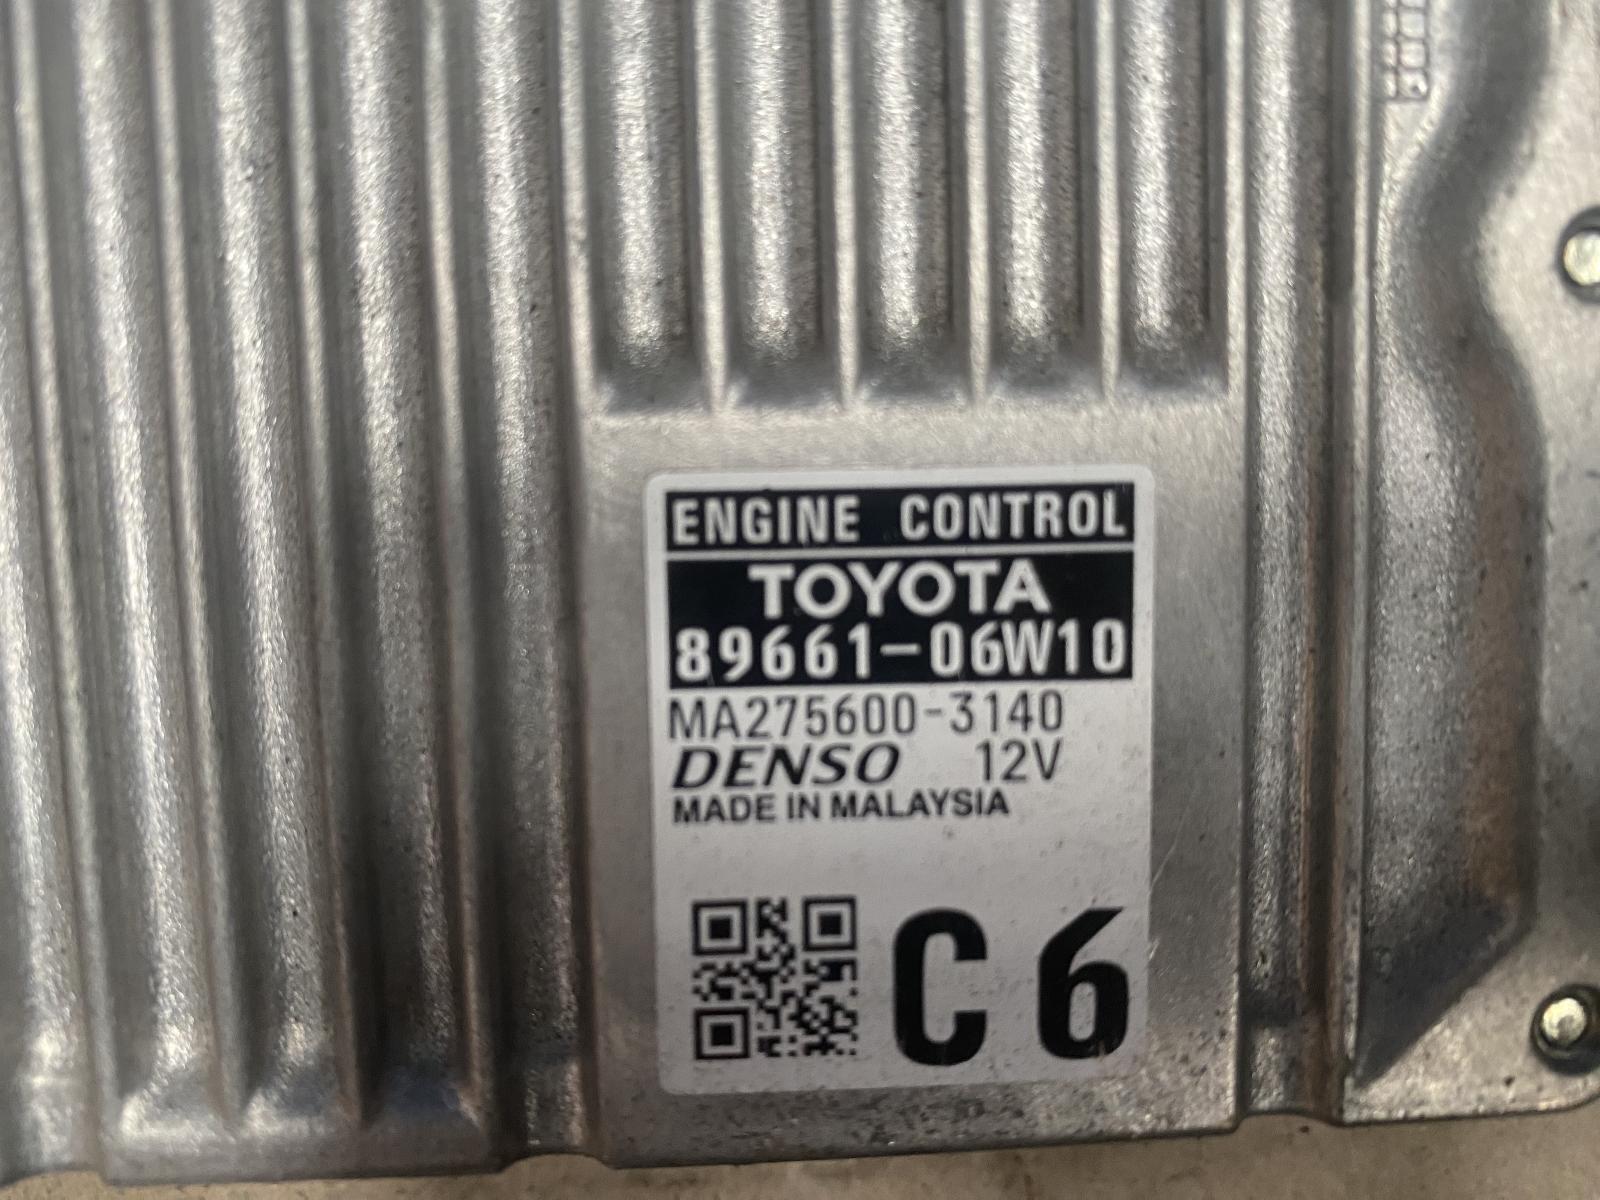 ENGINE CONTROL
TOYOTA
89661-06W10
MA275600-3140
DENSO 12V
MADE IN MALAYSIA
C6